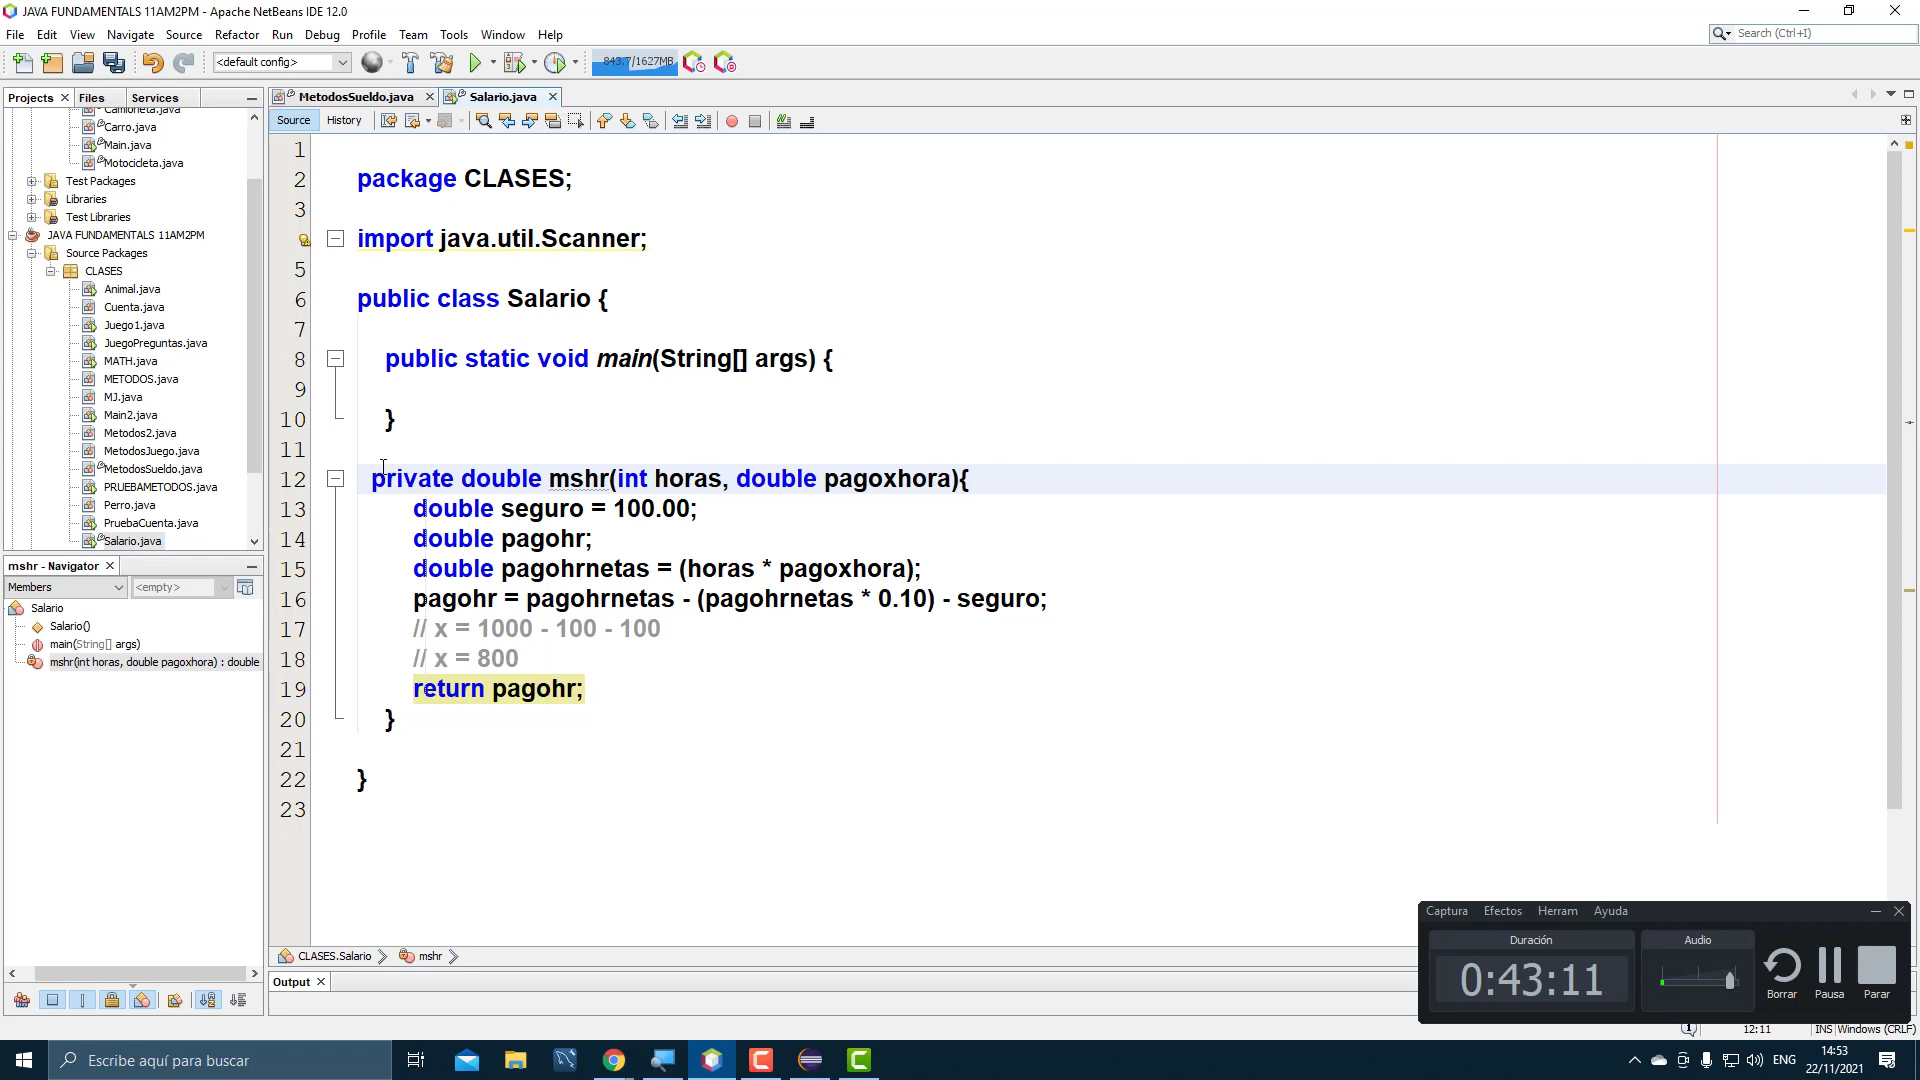 JAVA FUNDAMENTALS 11AM2PM - Apache NetBeans IDE 12.0
File Edit View Navigate Source Refactor Run Debug Profile Team Tools Window Help
Search (Ctrl+I)
<default config>
843.7/1627MB
Projects Files Services
MetodosSueldo.java
Salario.java
Source History
Camioneta.java
Carro.java
Main.java
Motocicleta.java
Test Packages
Libraries
Test Libraries
JAVA FUNDAMENTALS 11AM2PM
Source Packages
CLASES
Animal.java
Cuenta.java
Juego1.java
JuegoPreguntas.java
MATH.java
METODOS.java
MJ.java
Main2.java
Metodos2.java
MetodosJuego.java
MetodosSueldo.java
PRUEBAMETODOS.java
Perro.java
PruebaCuenta.java
Salario.java
mshr - Navigator
Members
<empty>
Salario
Salario()
main(String[] args)
mshr(int horas, double pagoxhora) : double
1
2 package CLASES;
3
import java.util.Scanner;
5
6 public class Salario {
7
8 public static void main(String[] args) {
9
10 }
11
12 private double mshr(int horas, double pagoxhora){
13 double seguro = 100.00;
14 double pagohr;
15 double pagohrnetas = (horas * pagoxhora);
16 pagohr = pagohrnetas - (pagohrnetas * 0.10) - seguro;
17 // x = 1000 - 100 - 100
18 // x = 800
19 return pagohr;
20 }
21
22 }
23
CLASES.Salario mshr
Output
Captura Efectos Herram Ayuda
Duración
0:43:11
Audio
Borrar
Pausa
Parar
12:11 INS Windows (CRLF)
Escribe aquí para buscar
ENG
14:53
22/11/2021